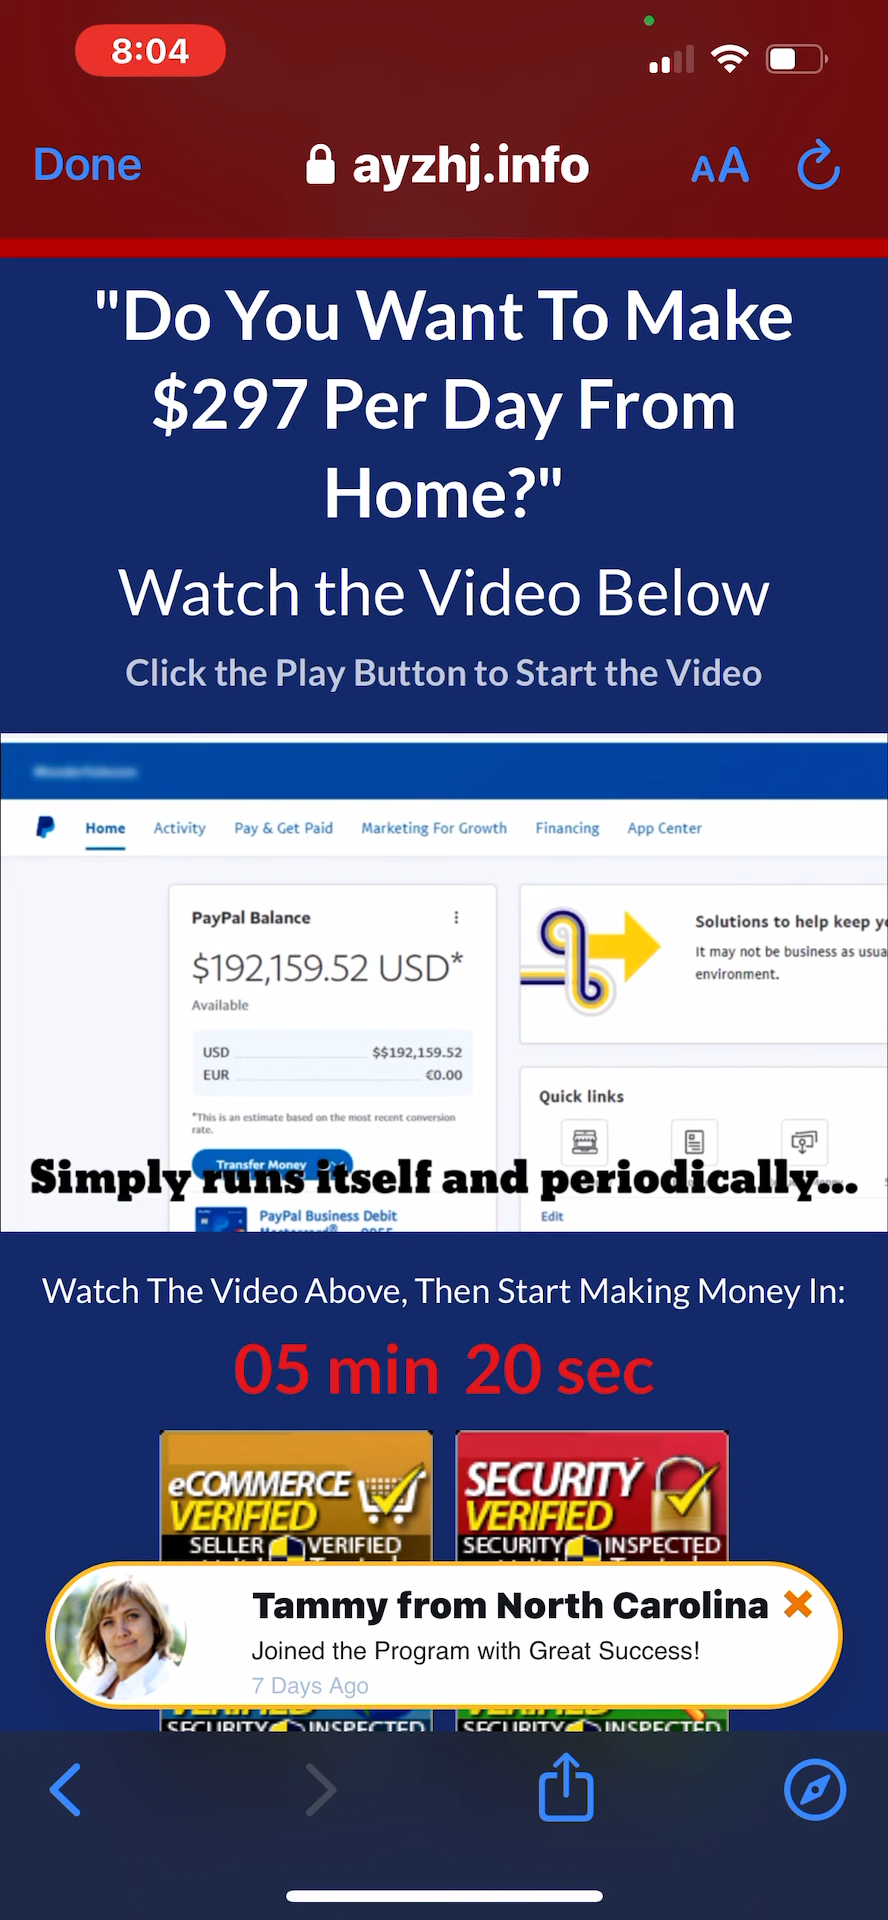 8:04
Done
ayzhj.info
AA
"Do You Want To Make
$297 Per Day From
Home?"
Watch the Video Below
Click the Play Button to Start the Video
Home Activity Pay & Get Paid Marketing For Growth Financing App Center
PayPal Balance
$192,159.52 USD*
Available
USD $$192,159.52
EUR €0.00
*This is an estimate based on the most recent conversion
rate.
Transfer Money
Solutions to help keep
It may not be business as
environment.
Quick links
Simply runs itself and periodically...
PayPal Business Debit
Edit
Watch The Video Above, Then Start Making Money In:
05 min 20 sec
eCOMMERCE
VERIFIED
SELLER VERIFIED
SECURITY
VERIFIED
SECURITY INSPECTED
Tammy from North Carolina
Joined the Program with Great Success!
7 Days Ago
SECURITY INSPECTED
SECURITY INSPECTED